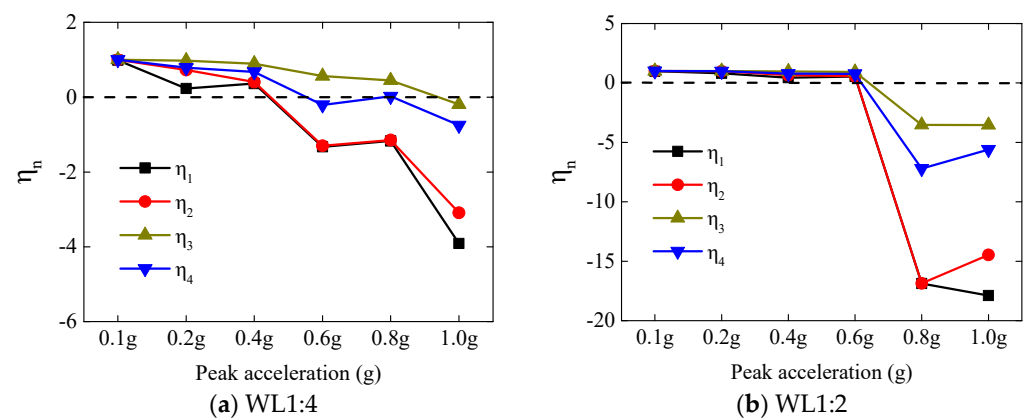 2
0
-2
-4
-6
ηn
η1
η2
η3
η4
0.1g 0.2g 0.4g 0.6g 0.8g 1.0g
Peak acceleration (g)
(a) WL1:4
5
0
-5
-10
-15
-20
ηn
η1
η2
η3
η4
0.1g 0.2g 0.4g 0.6g 0.8g 1.0g
Peak acceleration (g)
(b) WL1:2